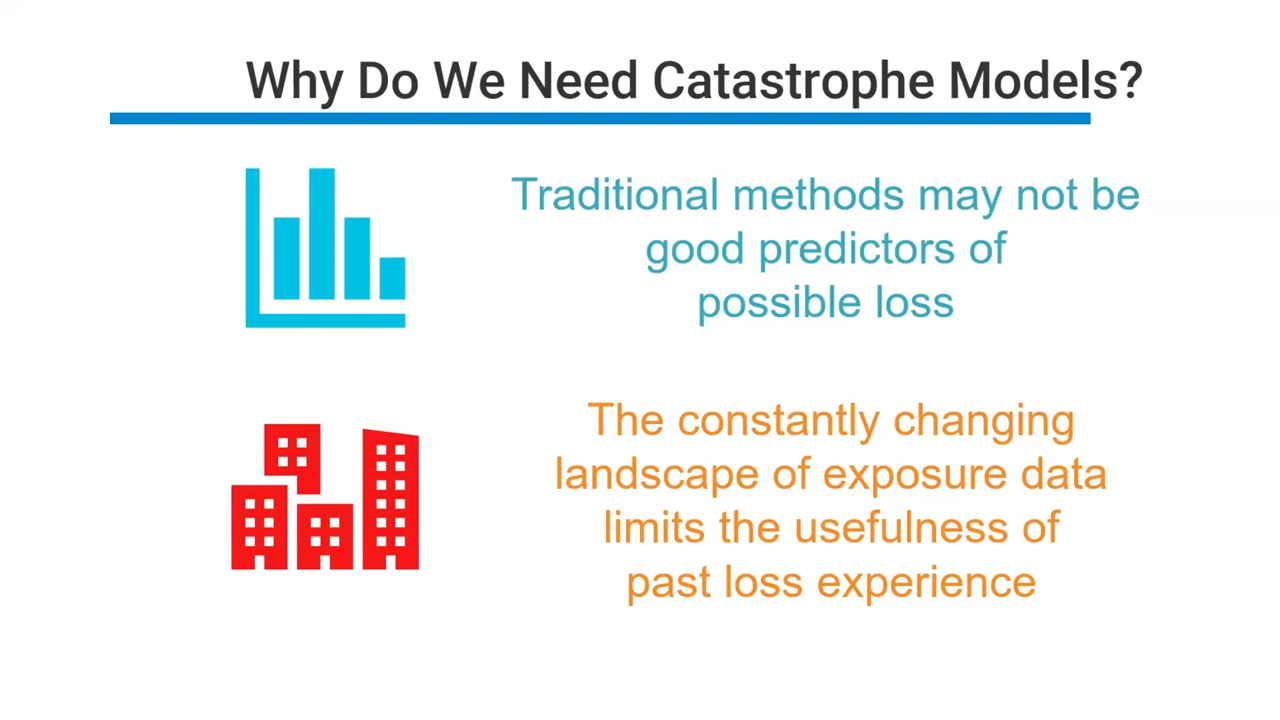 Why Do We Need Catastrophe Models?
Traditional methods may not be
good predictors of
possible loss
The constantly changing
landscape of exposure data
limits the usefulness of
past loss experience